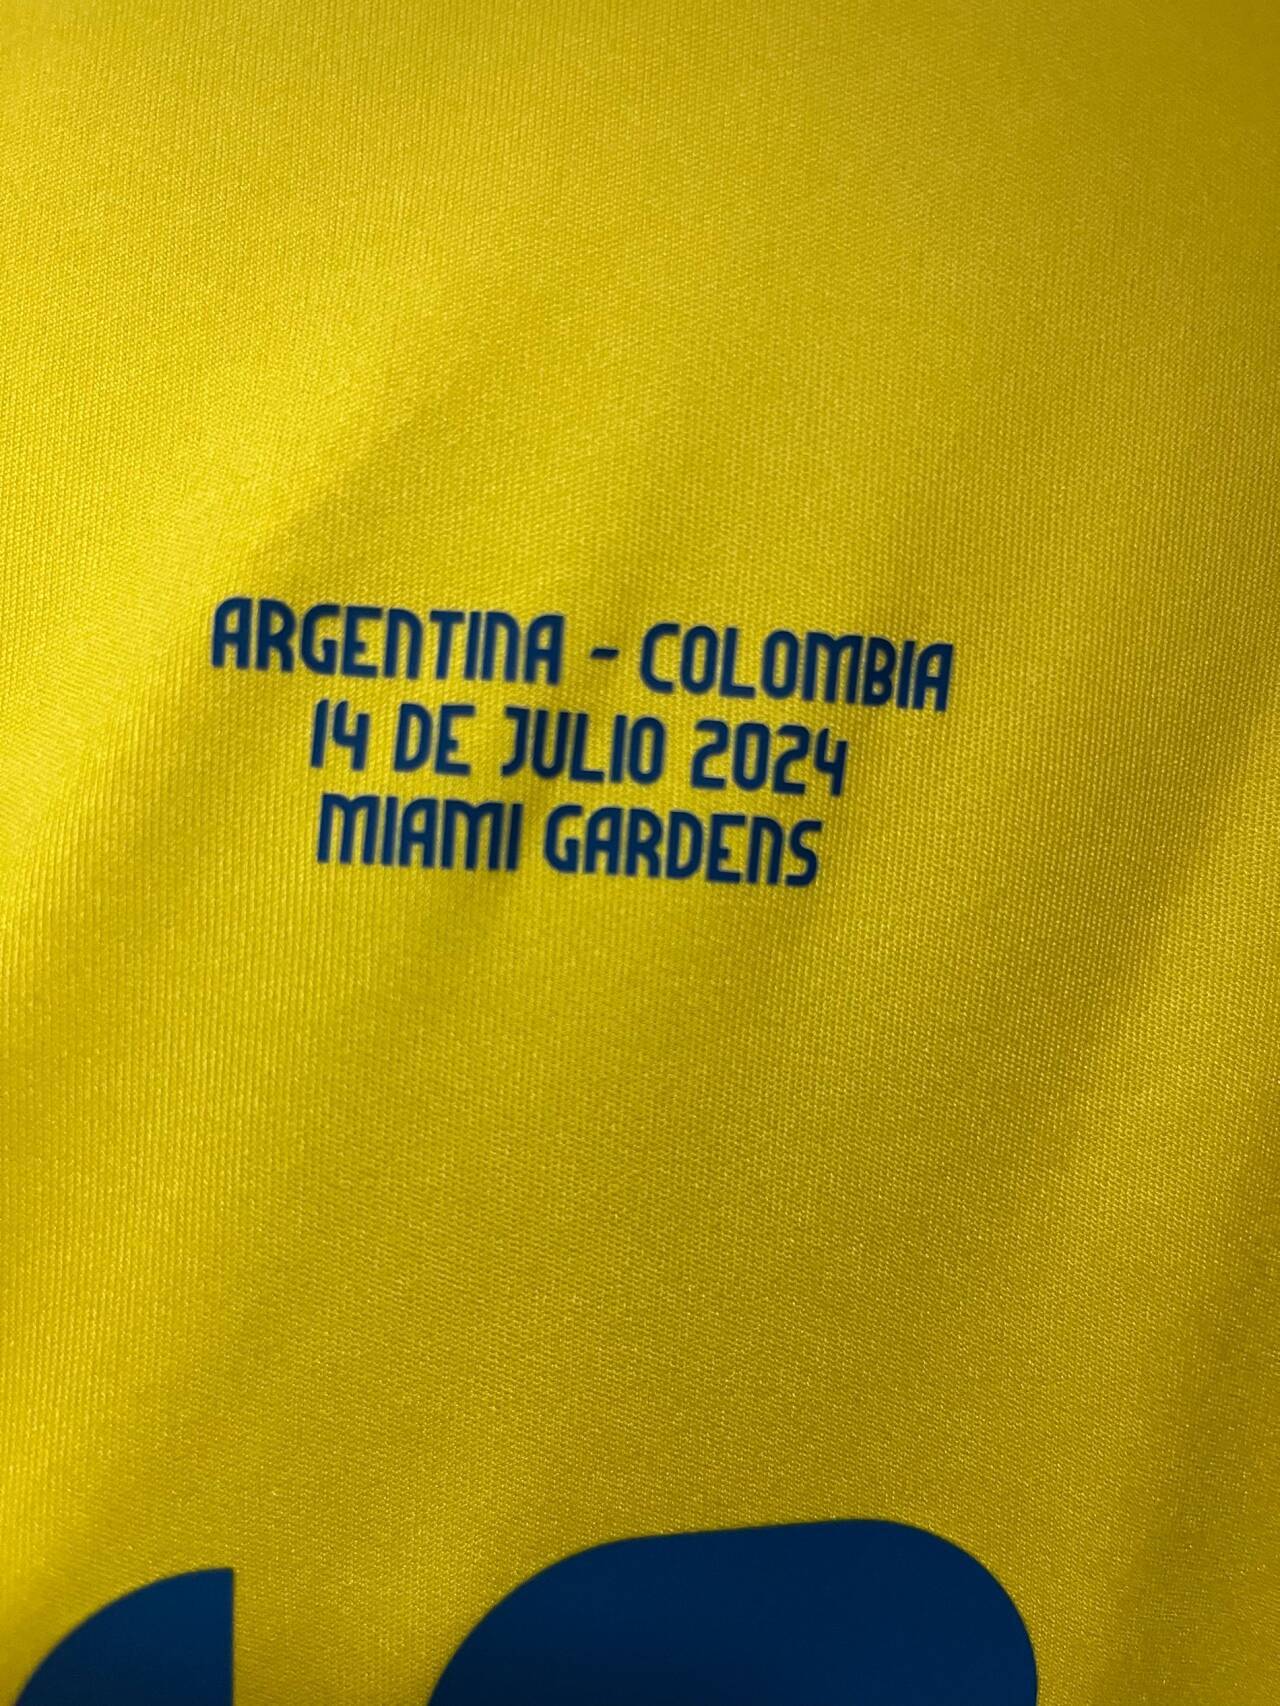 ARGENTINA - COLOMBIA
14 DE JULIO 2024
MIAMI GARDENS